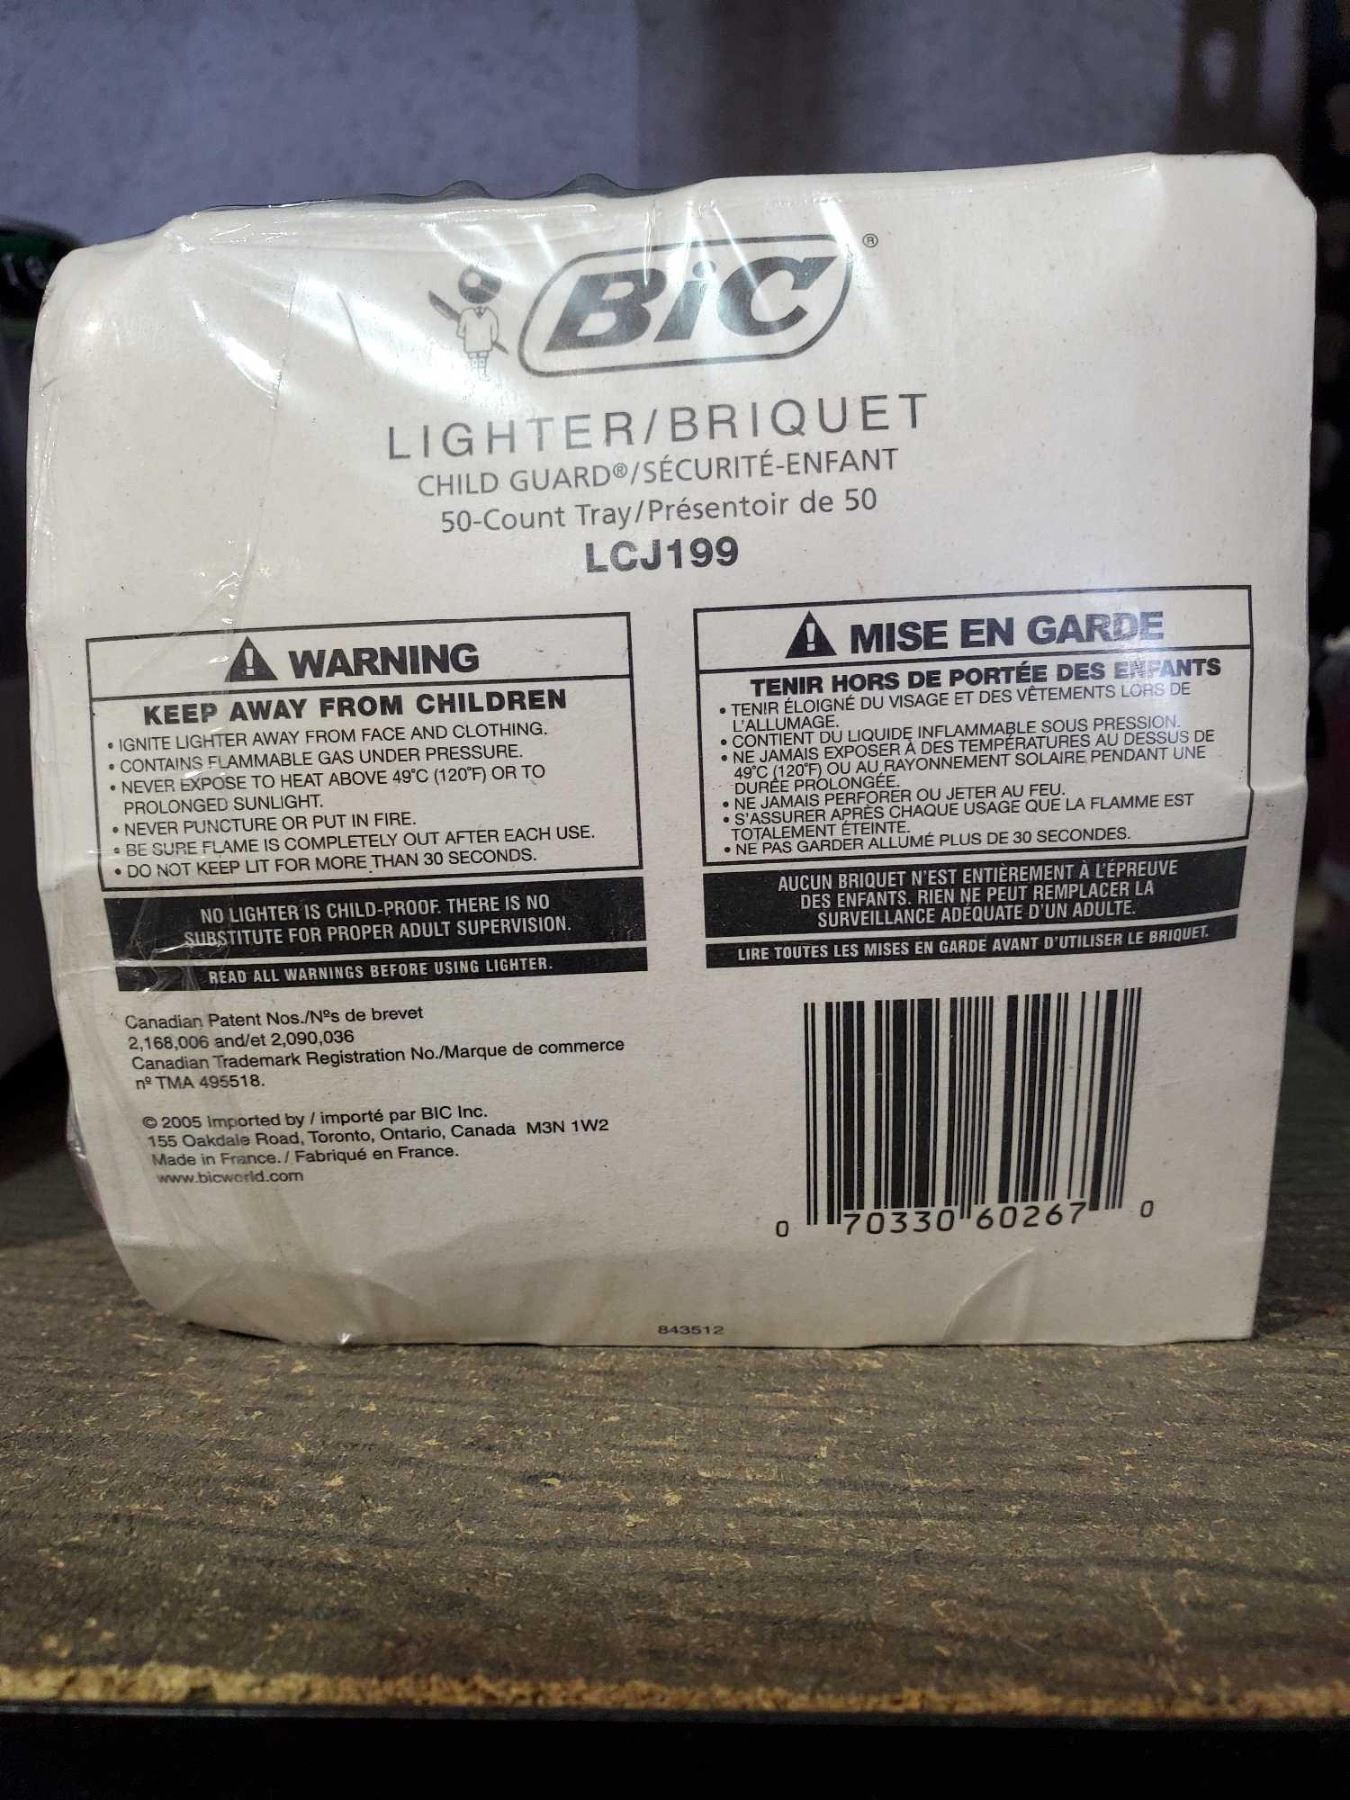 BIC®
LIGHTER/BRIQUET
CHILD GUARD®/SÉCURITÉ-ENFANT
50-Count Tray/Présentoir de 50
LCJ199
WARNING
KEEP AWAY FROM CHILDREN
• IGNITE LIGHTER AWAY FROM FACE AND CLOTHING.
• CONTAINS FLAMMABLE GAS UNDER PRESSURE.
• NEVER EXPOSE TO HEAT ABOVE 49°C (120°F) OR TO
PROLONGED SUNLIGHT.
• NEVER PUNCTURE OR PUT IN FIRE.
• BE SURE FLAME IS COMPLETELY OUT AFTER EACH USE.
• DO NOT KEEP LIT FOR MORE THAN 30 SECONDS.
NO LIGHTER IS CHILD-PROOF. THERE IS NO
SUBSTITUTE FOR PROPER ADULT SUPERVISION.
READ ALL WARNINGS BEFORE USING LIGHTER.
MISE EN GARDE
TENIR HORS DE PORTÉE DES ENFANTS
• TENIR ÉLOIGNÉ DU VISAGE ET DES VÊTEMENTS LORS DE
L'ALLUMAGE.
• CONTIENT DU LIQUIDE INFLAMMABLE SOUS PRESSION.
• NE JAMAIS EXPOSER À DES TEMPÉRATURES AU DESSUS DE
49°C (120°F) OU AU RAYONNEMENT SOLAIRE PENDANT UNE
DURÉE PROLONGÉE.
• NE JAMAIS PERFORER OU JETER AU FEU.
• S'ASSURER APRÈS CHAQUE USAGE QUE LA FLAMME EST
TOTALEMENT ÉTEINTE.
• NE PAS GARDER ALLUMÉ PLUS DE 30 SECONDES.
AUCUN BRIQUET N'EST ENTIÈREMENT À L'ÉPREUVE
DES ENFANTS. RIEN NE PEUT REMPLACER LA
SURVEILLANCE ADÉQUATE D'UN ADULTE.
LIRE TOUTES LES MISES EN GARDE AVANT D'UTILISER LE BRIQUET.
Canadian Patent Nos./Nºs de brevet
2,168,006 and/et 2,090,036
Canadian Trademark Registration No./Marque de commerce
nº TMA 495518.
© 2005 Imported by / importé par BIC Inc.
155 Oakdale Road, Toronto, Ontario, Canada M3N 1W2
Made in France. / Fabriqué en France.
www.bicworld.com
0 70330 60267 0
843512